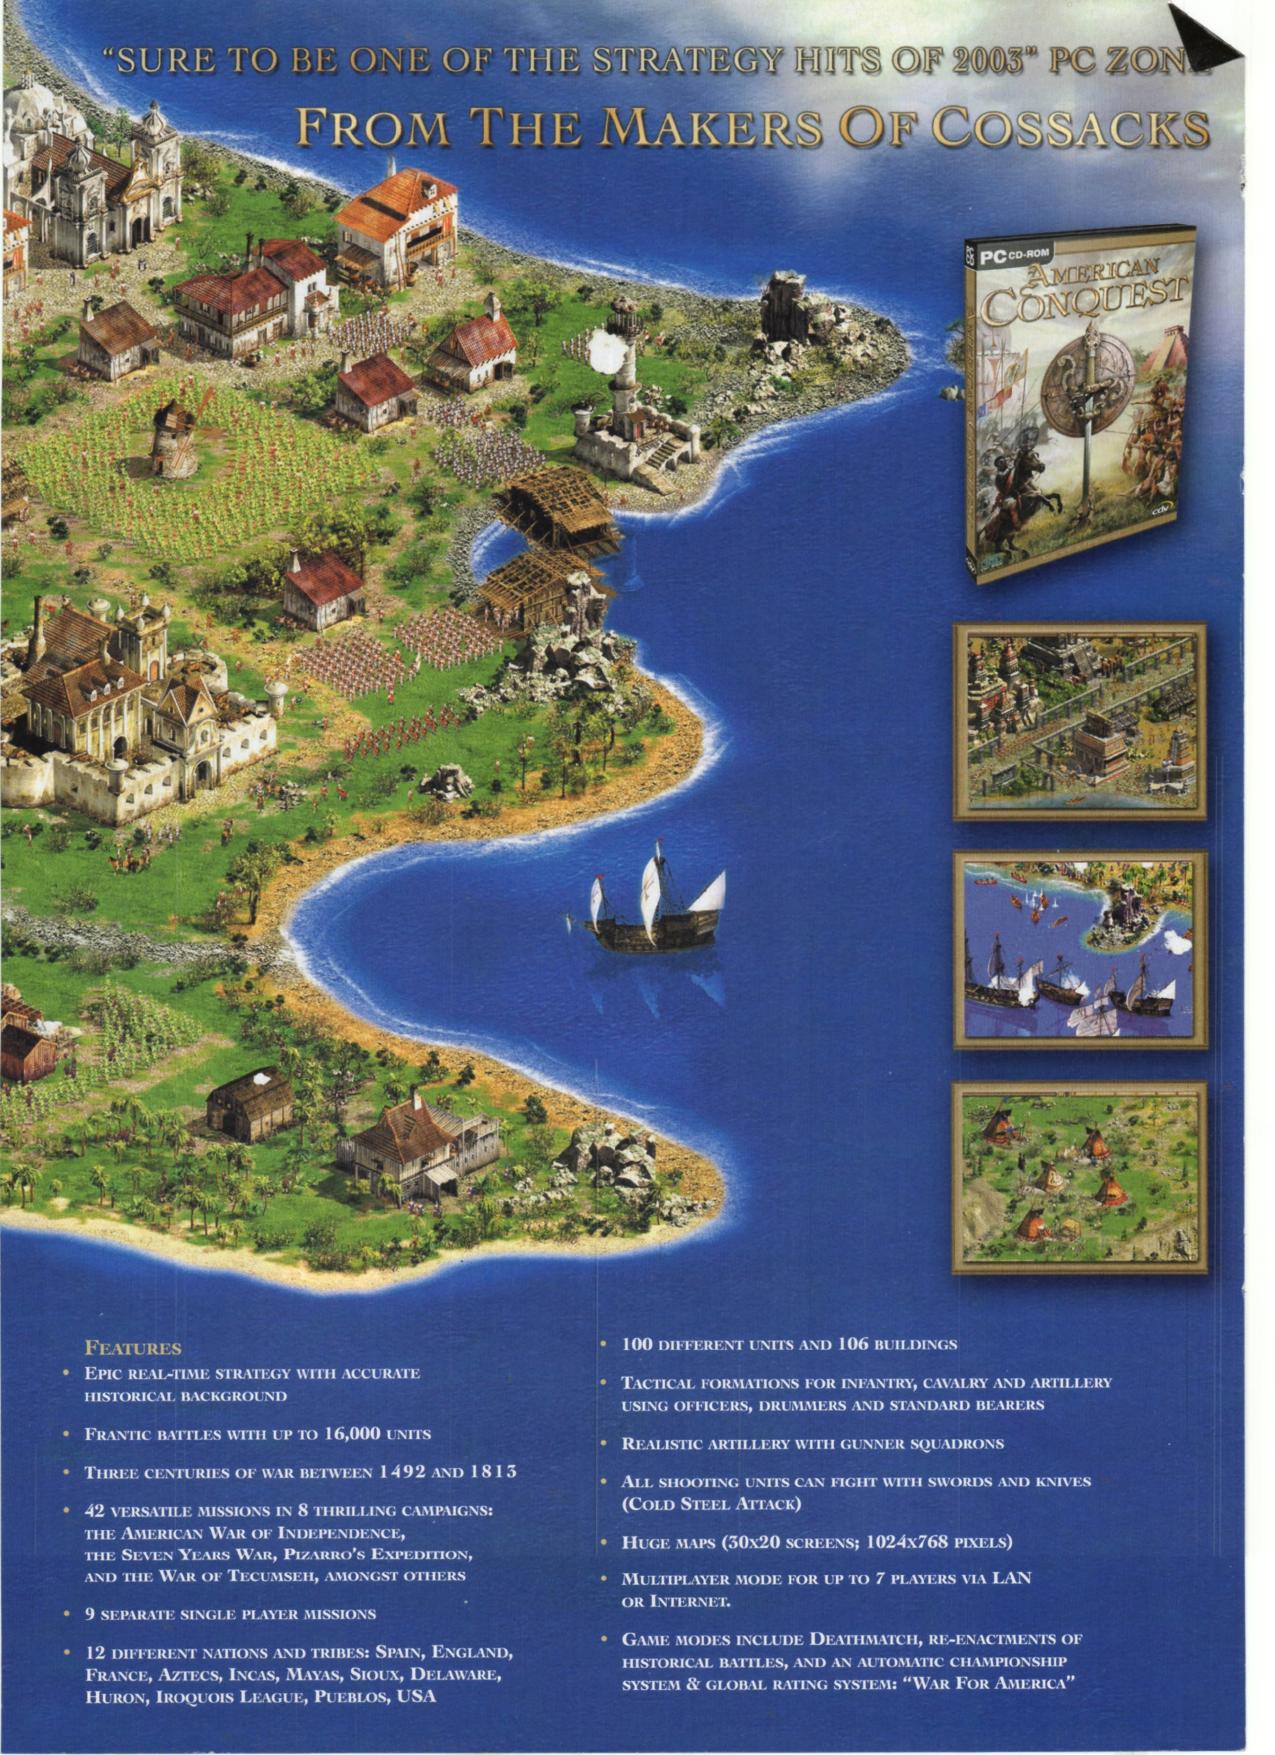 “SURE TO BE ONE OF THE STRATEGY HITS OF 2003” PC
FROM THE MAKERS OF COSSACKS
PC CD-ROM
AMERICAN
CONQUEST
cdv
FEATURES
• EPIC REAL-TIME STRATEGY WITH ACCURATE
HISTORICAL BACKGROUND
• FRANTIC BATTLES WITH UP TO 16,000 UNITS
• THREE CENTURIES OF WAR BETWEEN 1492 AND 1813
• 42 VERSATILE MISSIONS IN 8 THRILLING CAMPAIGNS:
THE AMERICAN WAR OF INDEPENDENCE,
THE SEVEN YEARS WAR, PIZARRO’S EXPEDITION,
AND THE WAR OF TECUMSEH, AMONGST OTHERS
• 9 SEPARATE SINGLE PLAYER MISSIONS
• 12 DIFFERENT NATIONS AND TRIBES: SPAIN, ENGLAND,
FRANCE, AZTECS, INCAS, MAYAS, SIOUX, DELAWARE,
HURON, IROQUOIS LEAGUE, PUEBLOS, USA
• 100 DIFFERENT UNITS AND 106 BUILDINGS
• TACTICAL FORMATIONS FOR INFANTRY, CAVALRY AND ARTILLERY
USING OFFICERS, DRUMMERS AND STANDARD BEARERS
• REALISTIC ARTILLERY WITH GUNNER SQUADRONS
• ALL SHOOTING UNITS CAN FIGHT WITH SWORDS AND KNIVES
(COLD STEEL ATTACK)
• HUGE MAPS (30X20 SCREENS; 1024X768 PIXELS)
• MULTIPLAYER MODE FOR UP TO 7 PLAYERS VIA LAN
OR INTERNET.
• GAME MODES INCLUDE DEATHMATCH, RE-ENACTMENTS OF
HISTORICAL BATTLES, AND AN AUTOMATIC CHAMPIONSHIP
SYSTEM & GLOBAL RATING SYSTEM: “WAR FOR AMERICA”